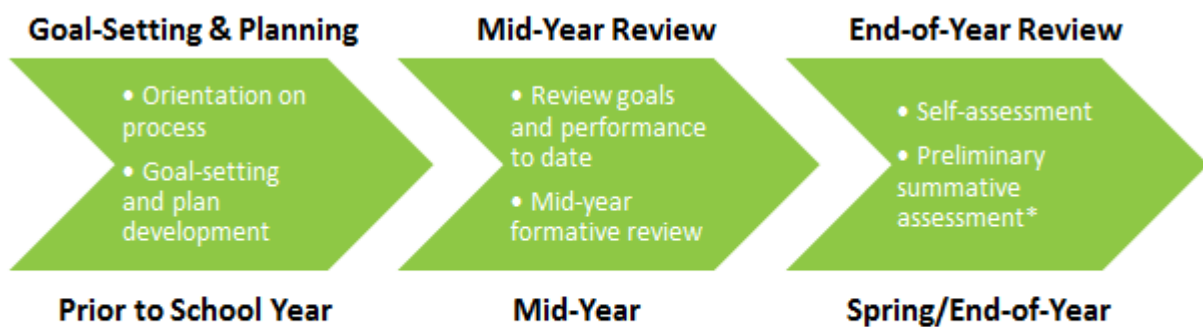 Goal-Setting & Planning
• Orientation on
process
• Goal-setting
and plan
development
Prior to School Year
Mid-Year Review
• Review goals
and performance
to date
• Mid-year
formative review
Mid-Year
End-of-Year Review
• Self-assessment
• Preliminary
summative
assessment*
Spring/End-of-Year